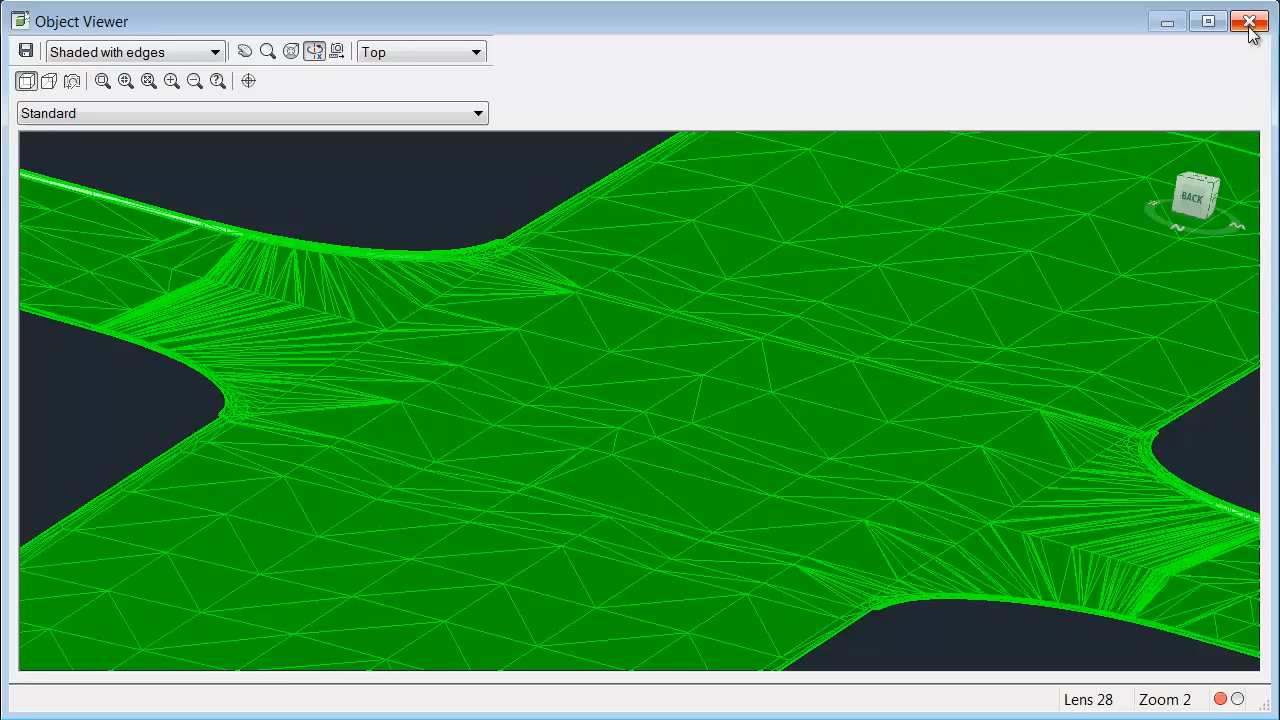 Object Viewer
Shaded with edges
Top
Standard
BACK
Lens 28
Zoom 2